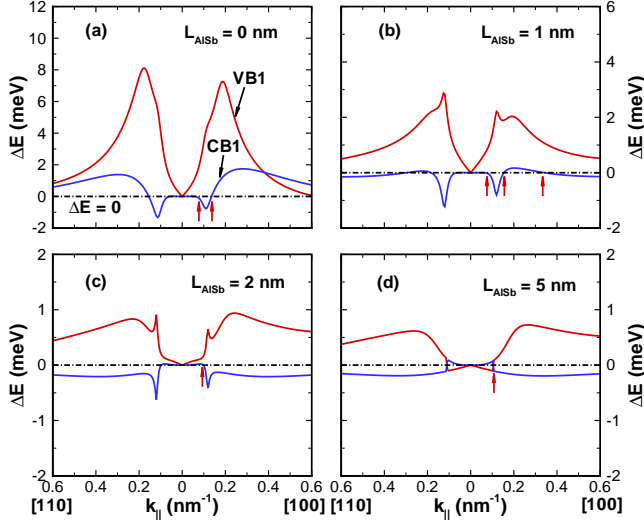 (a) L_AlSb = 0 nm
(b) L_AlSb = 1 nm
12
10
8
6
4
2
0
-2
ΔE (meV)
VB1
CB1
ΔE = 0
6
4
2
0
-2
ΔE (meV)
(c) L_AlSb = 2 nm
(d) L_AlSb = 5 nm
2
1
0
-1
-2
ΔE (meV)
2
1
0
-1
-2
ΔE (meV)
0.6 0.4 0.2 0 0.2 0.4 0.6
0.6 0.4 0.2 0 0.2 0.4 0.6
[110] k|| (nm-1) [100]
[110] k|| (nm-1) [100]